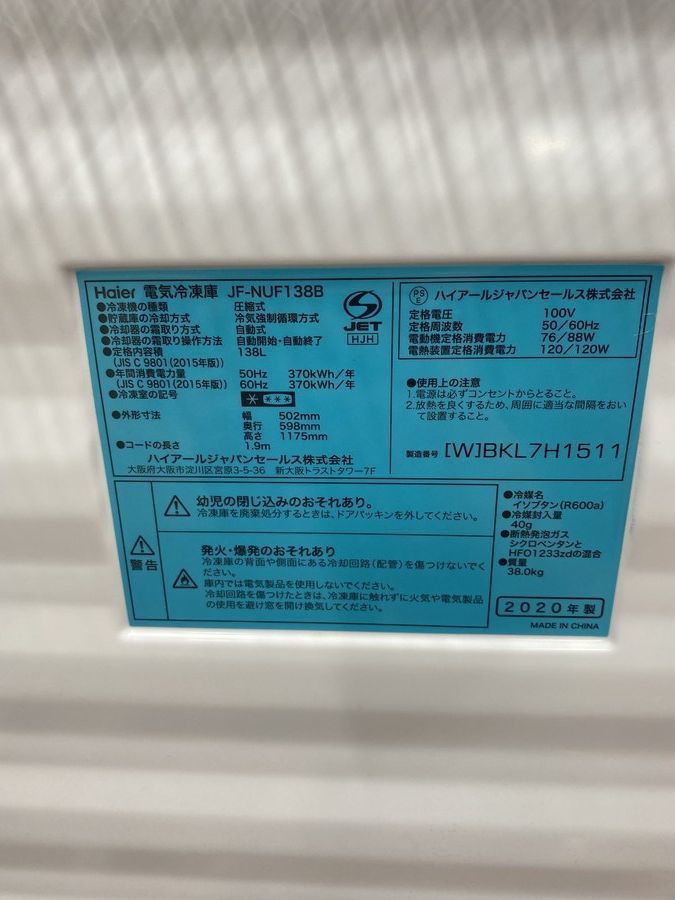 Haier 電気冷凍庫 JF-NUF138B
●冷凍機の種類 圧縮式
●貯蔵庫の冷却方式 冷気強制循環方式
●冷却器の霜取り方式 自動式
●冷却器の霜取り操作方法 自動開始・自動終了
●定格内容積 138L
(JIS C 9801(2015年版))
●年間消費電力量 50Hz 370kWh/年
(JIS C 9801(2015年版)) 60Hz 370kWh/年
●冷凍室の記号 * ***
●外形寸法 幅 502mm
奥行 598mm
高さ 1175mm
●コードの長さ 1.9m
ハイアールジャパンセールス株式会社
大阪府大阪市淀川区宮原3-5-36 新大阪トラストタワー7F
S
JET
HJH
PS
E
ハイアールジャパンセールス株式会社
定格電圧 100V
定格周波数 50/60Hz
電動機定格消費電力 76/88W
電熱装置定格消費電力 120/120W
●使用上の注意
1.電源は必ずコンセントからとること。
2.放熱を良くするため、周囲に適当な間隔をおい
て設置すること。
製造番号 [W]BKL7H1511
警告
幼児の閉じ込みのおそれあり。
冷凍庫を廃棄処分するときは、ドアパッキンを外してください。
発火・爆発のおそれあり
冷凍庫の背面や側面にある冷却回路(配管)を傷つけないでく
ださい。
庫内では電気製品を使用しないでください。
冷却回路を傷つけたときは、冷凍庫に触れずに火気や電気製品
の使用を避け窓を開け換気してください。
●冷媒名
イソブタン(R600a)
●冷媒封入量
40g
●断熱発泡ガス
シクロペンタンと
HFO1233zdの混合
●質量
38.0kg
2020年製
MADE IN CHINA